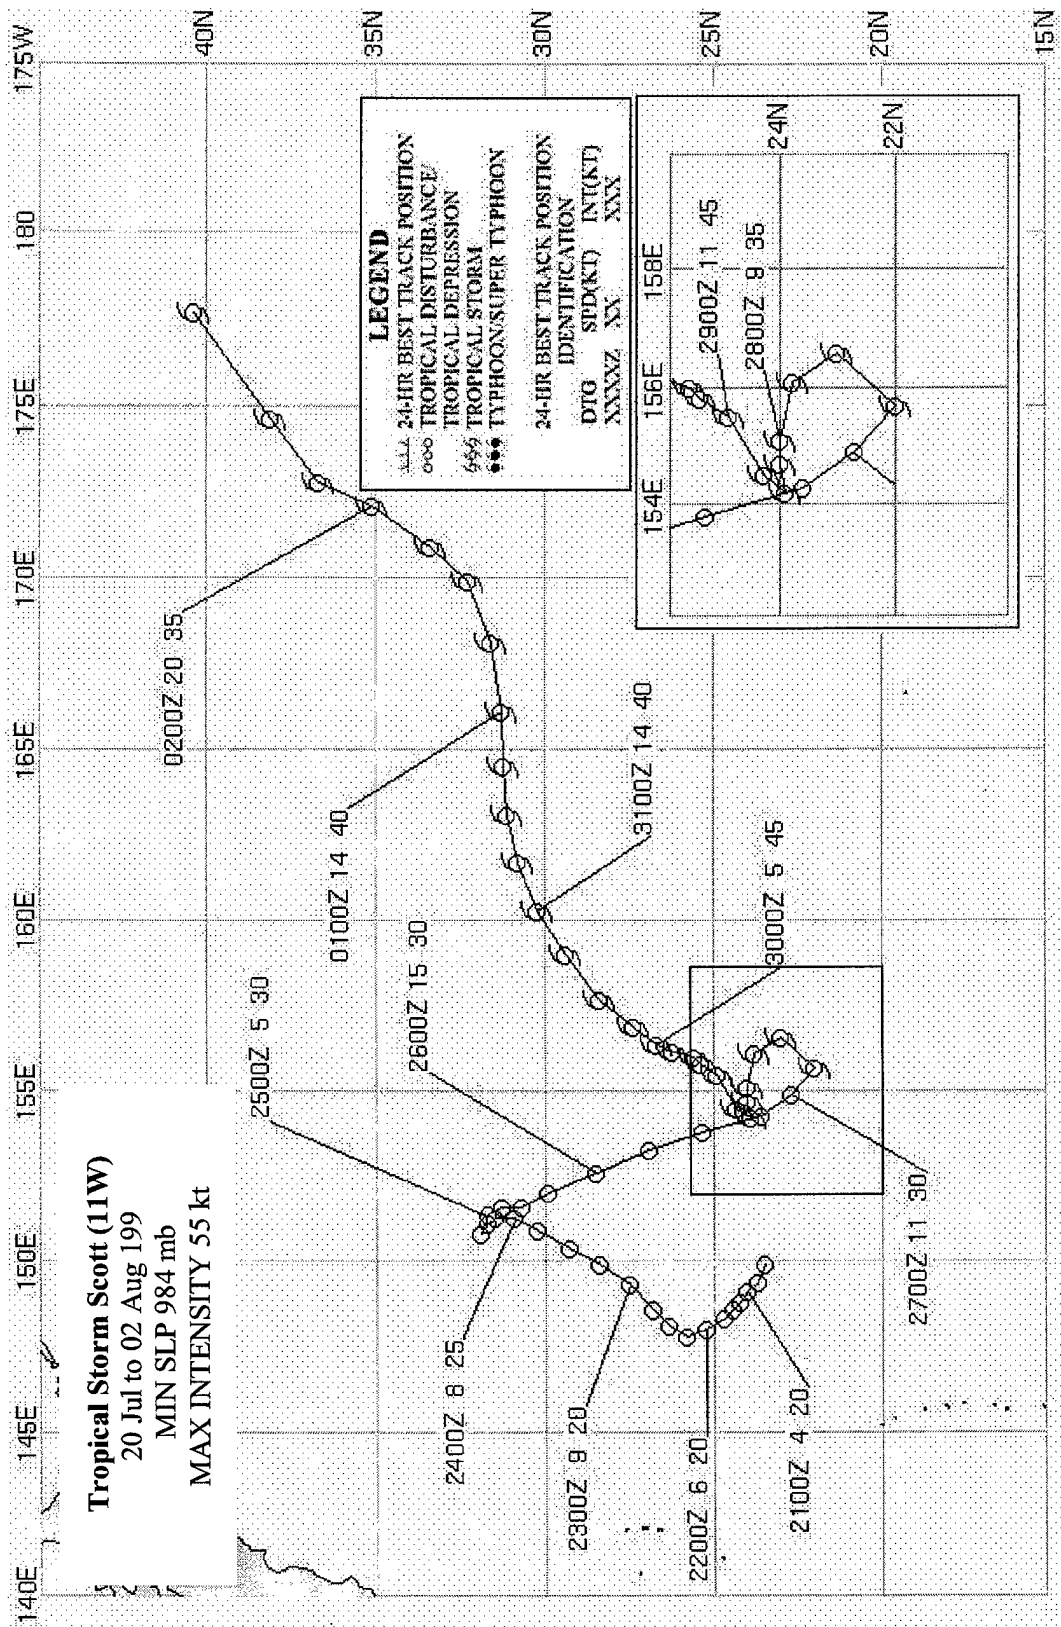 Tropical Storm Scott (11W)
20 Jul to 02 Aug 199
MIN SLP 984 mb
MAX INTENSITY 55 kt
140E
145E
150E
155E
160E
165E
170E
175E
180
175W
40N
35N
30N
25N
20N
15N
LEGEND
24-HR BEST TRACK POSITION
TROPICAL DISTURBANCE/
TROPICAL DEPRESSION
TROPICAL STORM
TYPHOON/SUPER TYPHOON
24-HR BEST TRACK POSITION
IDENTIFICATION
DTG SPD(KT) INT(KT)
XXXXZ XX XXX
0200Z 20 35
0100Z 14 40
3100Z 14 40
3000Z 5 45
2600Z 15 30
2500Z 5 30
2400Z 8 25
2300Z 9 20
2200Z 6 20
2100Z 4 20
2700Z 11 30
154E
156E
158E
24N
22N
2900Z 11 45
2800Z 9 35